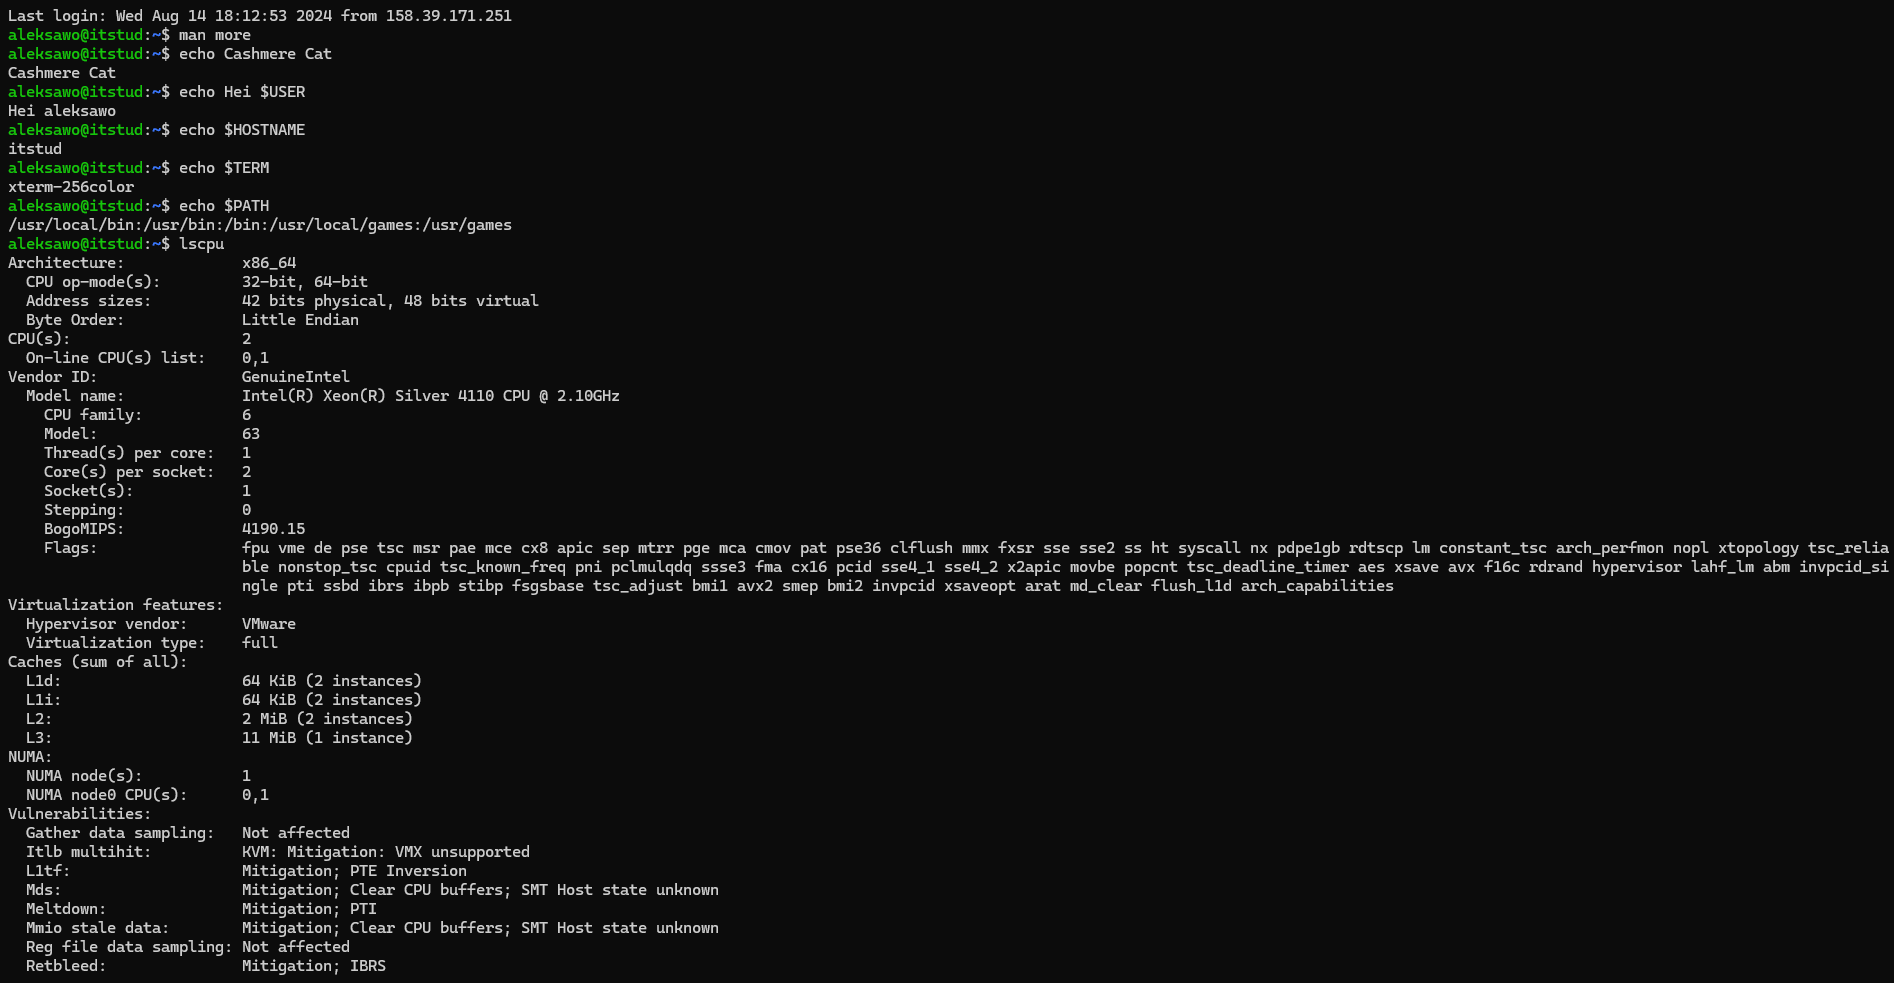 Last login: Wed Aug 14 18:12:53 2024 from 158.39.171.251
aleksawo@itstud:~$ man more
aleksawo@itstud:~$ echo Cashmere Cat
Cashmere Cat
aleksawo@itstud:~$ echo Hei $USER
Hei aleksawo
aleksawo@itstud:~$ echo $HOSTNAME
itstud
aleksawo@itstud:~$ echo $TERM
xterm-256color
aleksawo@itstud:~$ echo $PATH
/usr/local/bin:/usr/bin:/bin:/usr/local/games:/usr/games
aleksawo@itstud:~$ lscpu
Architecture:             x86_64
  CPU op-mode(s):         32-bit, 64-bit
  Address sizes:          42 bits physical, 48 bits virtual
  Byte Order:             Little Endian
CPU(s):                   2
  On-line CPU(s) list:    0,1
Vendor ID:                GenuineIntel
  Model name:             Intel(R) Xeon(R) Silver 4110 CPU @ 2.10GHz
    CPU family:           6
    Model:                63
    Thread(s) per core:   1
    Core(s) per socket:   2
    Socket(s):            1
    Stepping:             0
    BogoMIPS:             4190.15
    Flags:                fpu vme de pse tsc msr pae mce cx8 apic sep mtrr pge mca cmov pat pse36 clflush mmx fxsr sse sse2 ss ht syscall nx pdpe1gb rdtscp lm constant_tsc arch_perfmon nopl xtopology tsc_relia
                          ble nonstop_tsc cpuid tsc_known_freq pni pclmulqdq ssse3 fma cx16 pcid sse4_1 sse4_2 x2apic movbe popcnt tsc_deadline_timer aes xsave avx f16c rdrand hypervisor lahf_lm abm invpcid_si
                          ngle pti ssbd ibrs ibpb stibp fsgsbase tsc_adjust bmi1 avx2 smep bmi2 invpcid xsaveopt arat md_clear flush_l1d arch_capabilities
Virtualization features:
  Hypervisor vendor:      VMware
  Virtualization type:    full
Caches (sum of all):
  L1d:                    64 KiB (2 instances)
  L1i:                    64 KiB (2 instances)
  L2:                     2 MiB (2 instances)
  L3:                     11 MiB (1 instance)
NUMA:
  NUMA node(s):           1
  NUMA node0 CPU(s):      0,1
Vulnerabilities:
  Gather data sampling:   Not affected
  Itlb multihit:          KVM: Mitigation: VMX unsupported
  L1tf:                   Mitigation; PTE Inversion
  Mds:                    Mitigation; Clear CPU buffers; SMT Host state unknown
  Meltdown:               Mitigation; PTI
  Mmio stale data:        Mitigation; Clear CPU buffers; SMT Host state unknown
  Reg file data sampling: Not affected
  Retbleed:               Mitigation; IBRS